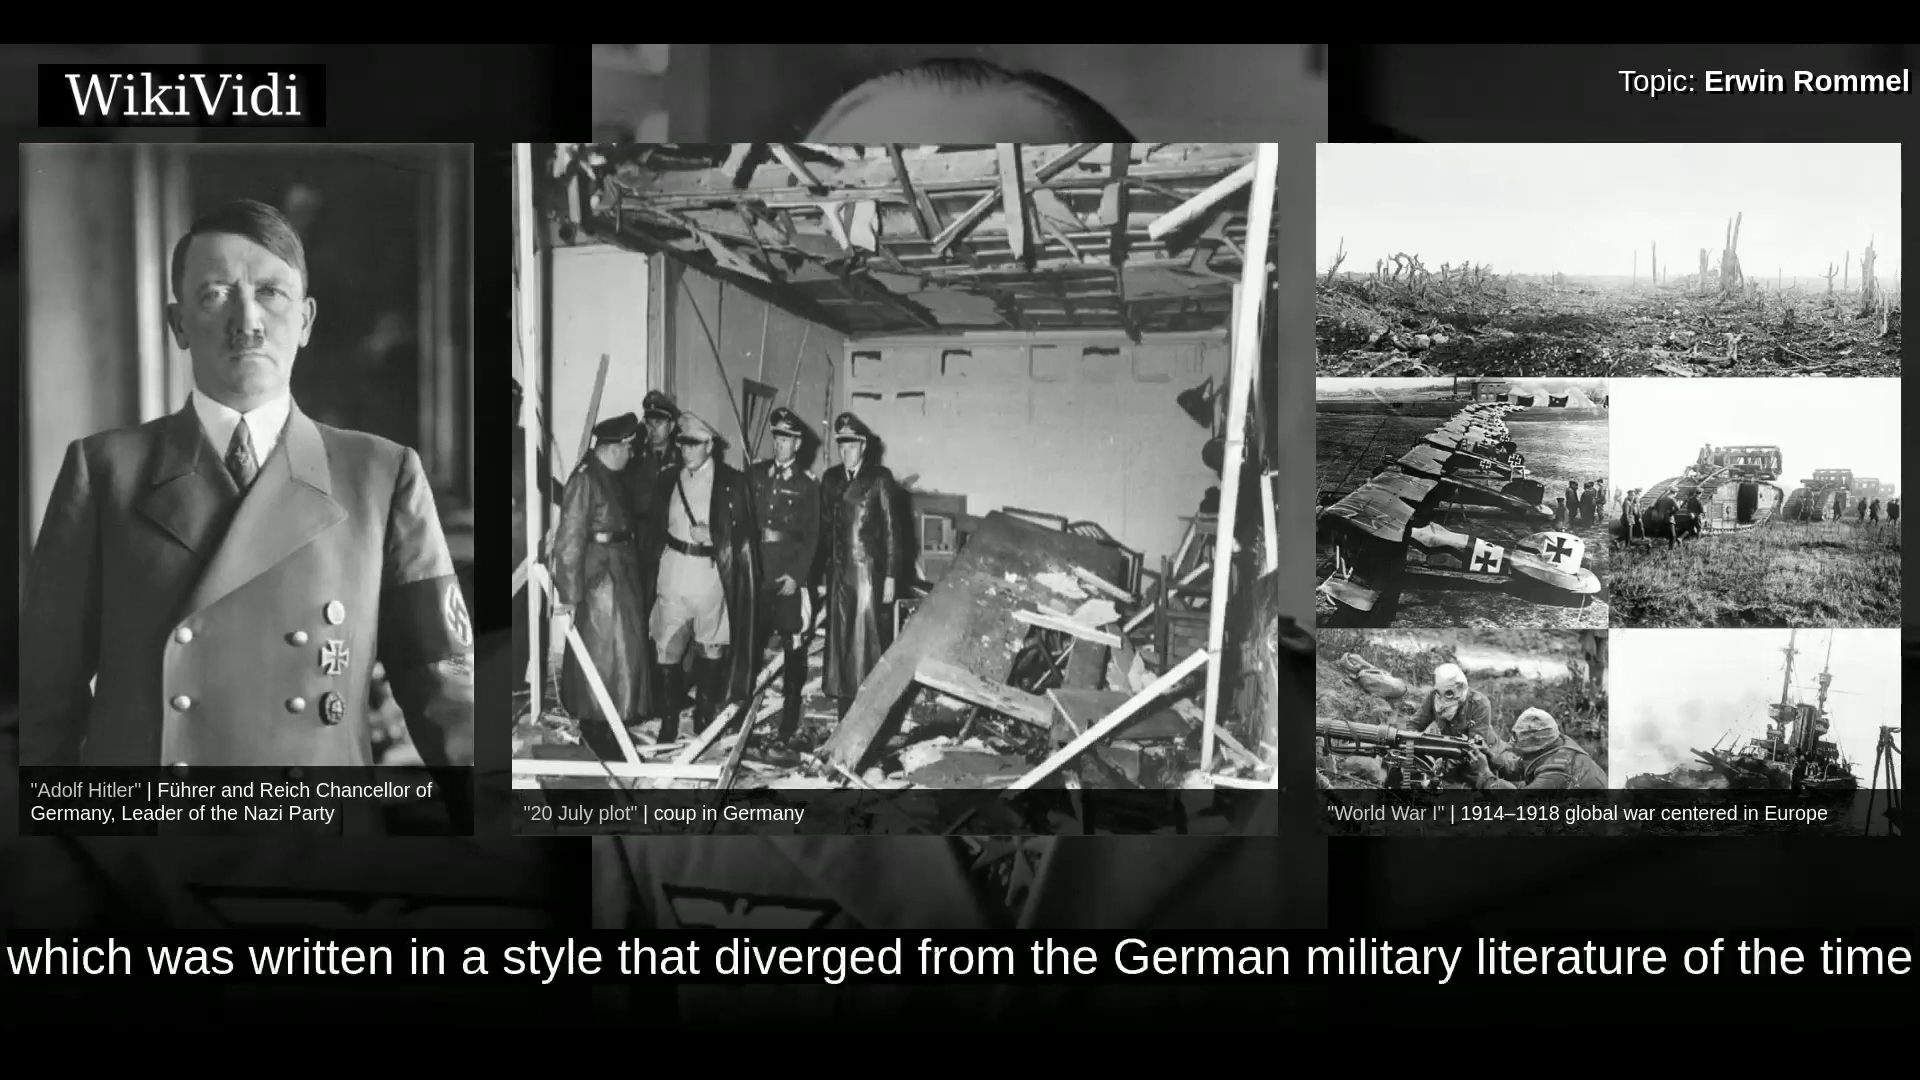 WikiVidi
Topic: Erwin Rommel
"Adolf Hitler" | Führer and Reich Chancellor of
Germany, Leader of the Nazi Party
"20 July plot" | coup in Germany
"World War I" | 1914–1918 global war centered in Europe
which was written in a style that diverged from the German military literature of the time